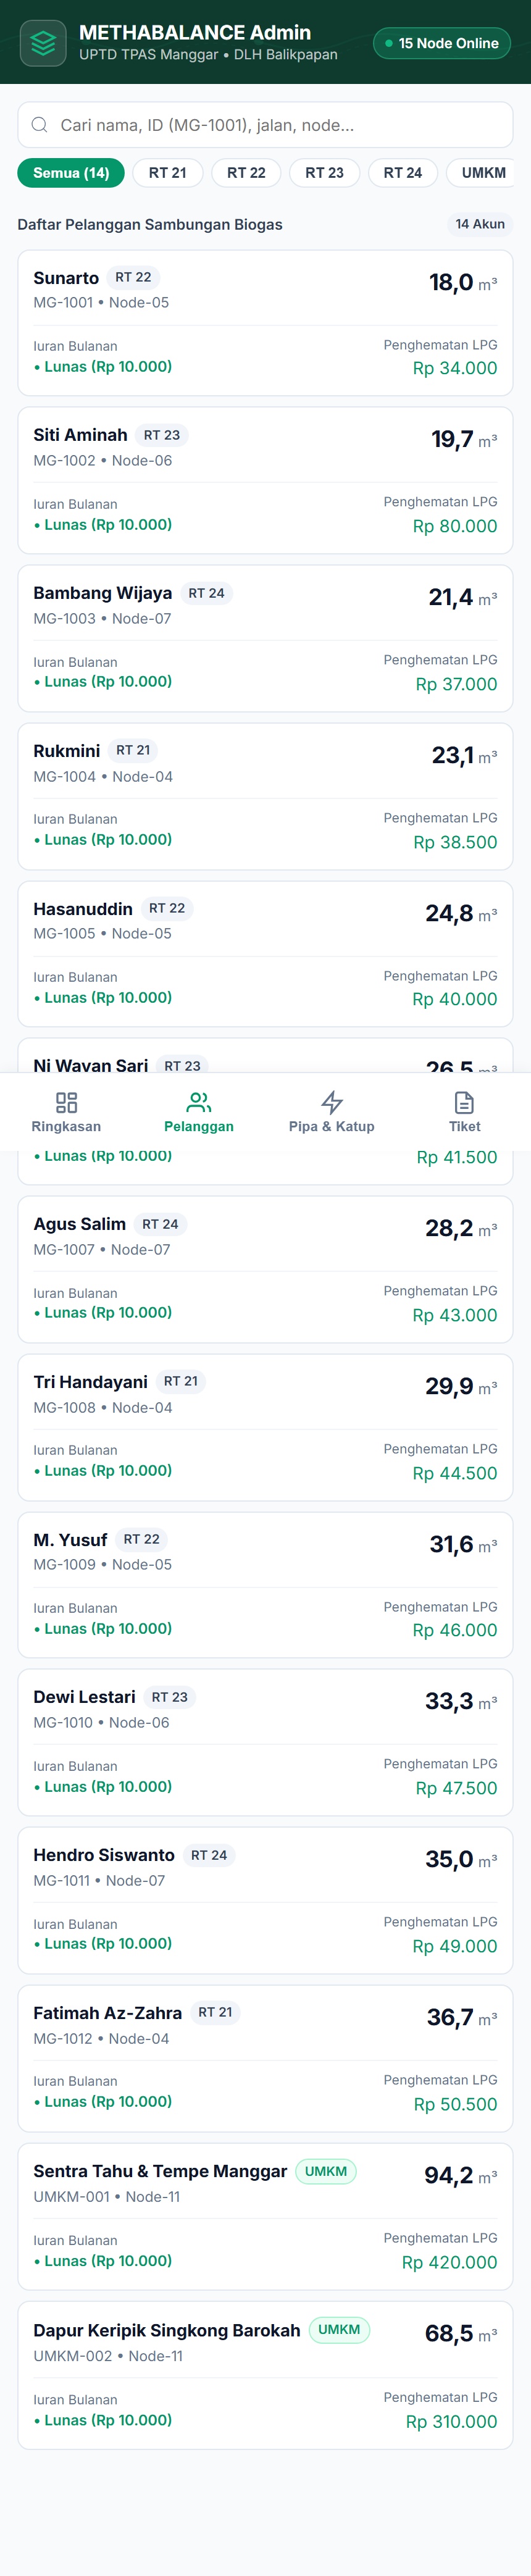 METHABALANCE Admin
UPTD TPAS Manggar • DLH Balikpapan
15 Node Online
Cari nama, ID (MG-1001), jalan, node...
Semua (14)
RT 21
RT 22
RT 23
RT 24
UMKM
Daftar Pelanggan Sambungan Biogas
14 Akun
Sunarto RT 22
18,0 m³
MG-1001 • Node-05
Iuran Bulanan
Penghematan LPG
• Lunas (Rp 10.000)
Rp 34.000
Siti Aminah RT 23
19,7 m³
MG-1002 • Node-06
Iuran Bulanan
Penghematan LPG
• Lunas (Rp 10.000)
Rp 80.000
Bambang Wijaya RT 24
21,4 m³
MG-1003 • Node-07
Iuran Bulanan
Penghematan LPG
• Lunas (Rp 10.000)
Rp 37.000
Rukmini RT 21
23,1 m³
MG-1004 • Node-04
Iuran Bulanan
Penghematan LPG
• Lunas (Rp 10.000)
Rp 38.500
Hasanuddin RT 22
24,8 m³
MG-1005 • Node-05
Iuran Bulanan
Penghematan LPG
• Lunas (Rp 10.000)
Rp 40.000
Ni Wayan Sari RT 23
26,5 m³
Ringkasan
Pelanggan
Pipa & Katup
Tiket
• Lunas (Rp 10.000)
Rp 41.500
Agus Salim RT 24
28,2 m³
MG-1007 • Node-07
Iuran Bulanan
Penghematan LPG
• Lunas (Rp 10.000)
Rp 43.000
Tri Handayani RT 21
29,9 m³
MG-1008 • Node-04
Iuran Bulanan
Penghematan LPG
• Lunas (Rp 10.000)
Rp 44.500
M. Yusuf RT 22
31,6 m³
MG-1009 • Node-05
Iuran Bulanan
Penghematan LPG
• Lunas (Rp 10.000)
Rp 46.000
Dewi Lestari RT 23
33,3 m³
MG-1010 • Node-06
Iuran Bulanan
Penghematan LPG
• Lunas (Rp 10.000)
Rp 47.500
Hendro Siswanto RT 24
35,0 m³
MG-1011 • Node-07
Iuran Bulanan
Penghematan LPG
• Lunas (Rp 10.000)
Rp 49.000
Fatimah Az-Zahra RT 21
36,7 m³
MG-1012 • Node-04
Iuran Bulanan
Penghematan LPG
• Lunas (Rp 10.000)
Rp 50.500
Sentra Tahu & Tempe Manggar UMKM
94,2 m³
UMKM-001 • Node-11
Iuran Bulanan
Penghematan LPG
• Lunas (Rp 10.000)
Rp 420.000
Dapur Keripik Singkong Barokah UMKM
68,5 m³
UMKM-002 • Node-11
Iuran Bulanan
Penghematan LPG
• Lunas (Rp 10.000)
Rp 310.000